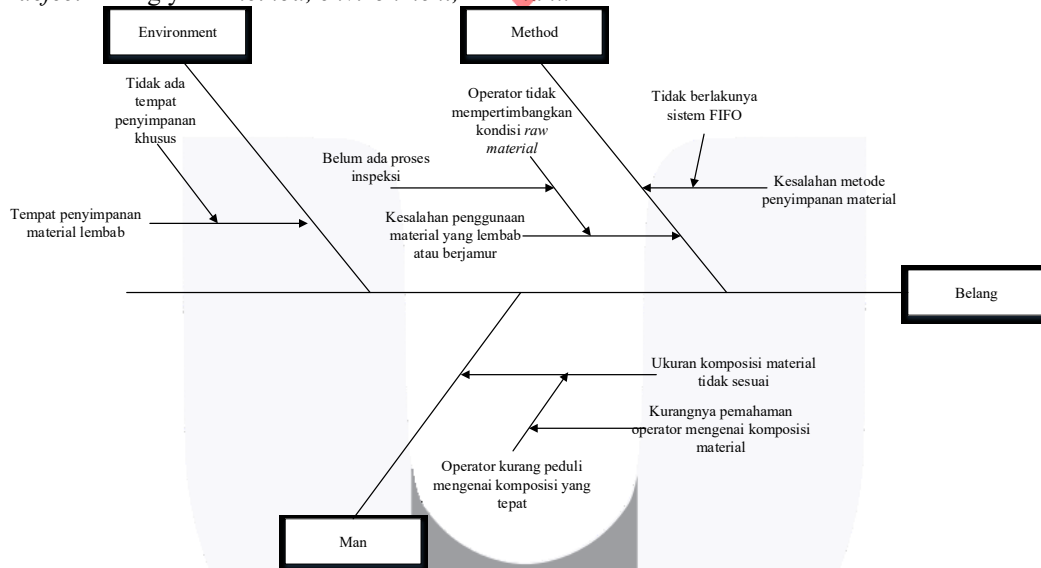 Environment
Method
Tidak ada
tempat
penyimpanan
khusus
Operator tidak
mempertimbangkan
kondisi raw
material
Tidak berlakunya
sistem FIFO
Belum ada proses
inspeksi
Kesalahan metode
penyimpanan material
Tempat penyimpanan
material lembab
Kesalahan penggunaan
material yang lembab
atau berjamur
Belang
Ukuran komposisi material
tidak sesuai
Kurangnya pemahaman
operator mengenai komposisi
material
Operator kurang peduli
mengenai komposisi yang
tepat
Man